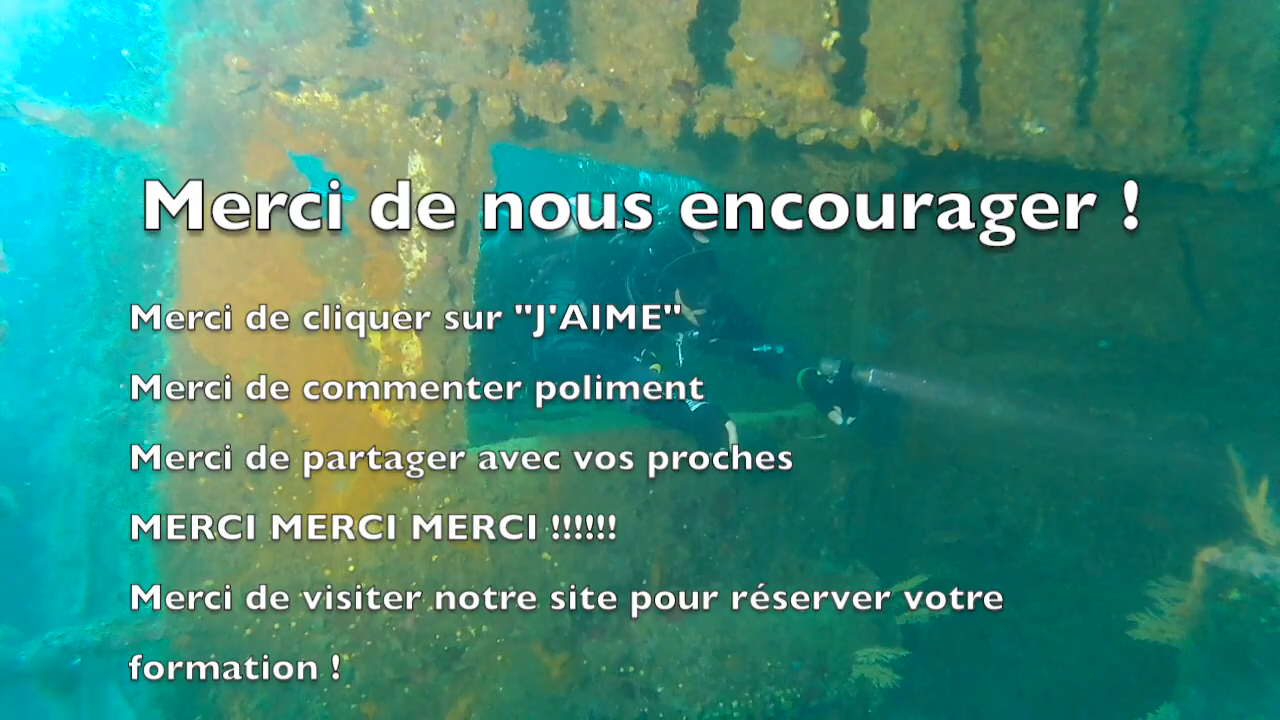 Merci de nous encourager !
Merci de cliquer sur "J'AIME"
Merci de commenter poliment
Merci de partager avec vos proches
MERCI MERCI MERCI !!!!!!
Merci de visiter notre site pour réserver votre
formation !